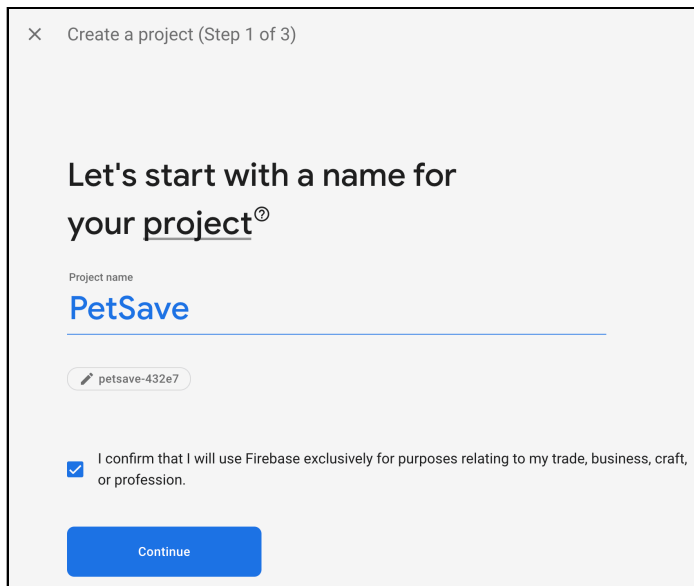 Create a project (Step 1 of 3)
Let's start with a name for
your project
Project name
PetSave
petsave-432e7
I confirm that I will use Firebase exclusively for purposes relating to my trade, business, craft,
or profession.
Continue